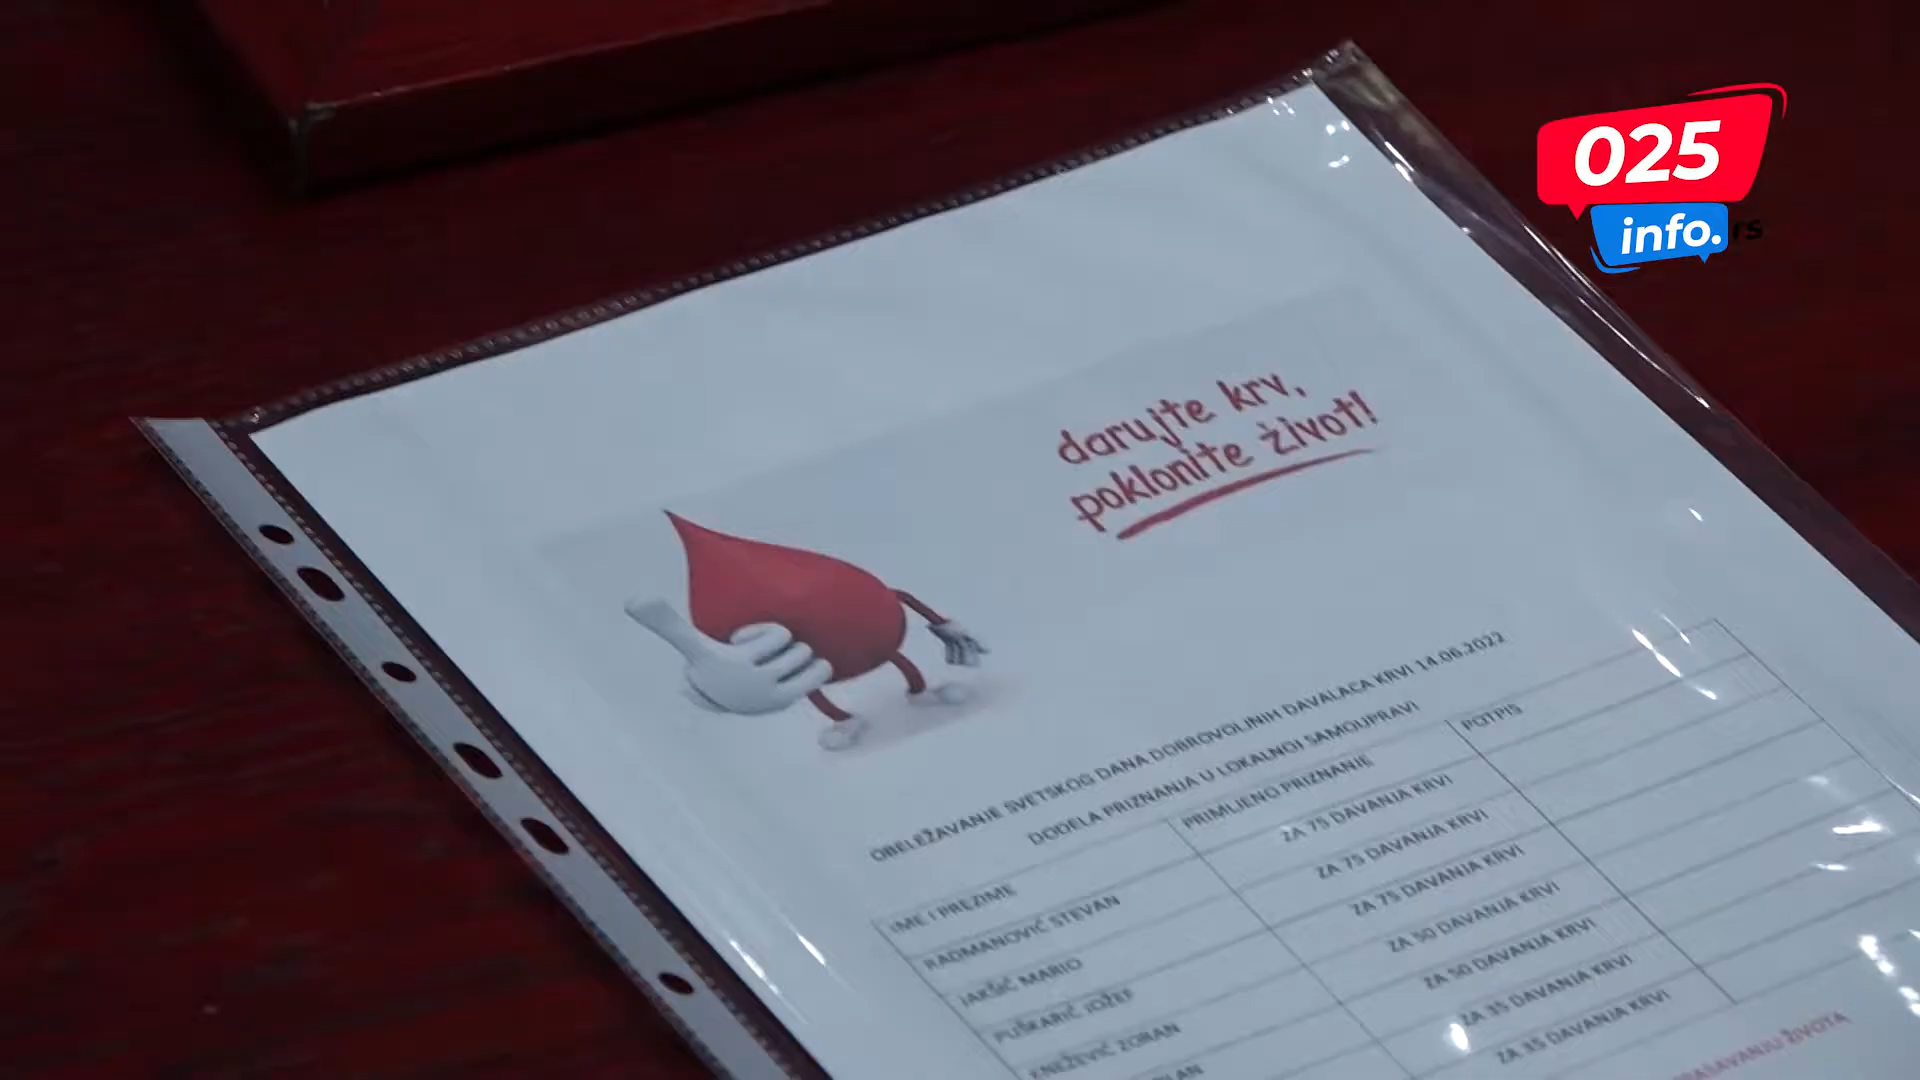 025
info.rs
darujte krv,
poklonite život!
OBELEŽAVANJE SVETSKOG DANA DOBROVOLJNIH DAVALACA KRVI 14.06.2022
DODELA PRIZNANJA U LOKALNOJ SAMOUPRAVI
IME I PREZIME PRIMLJENO PRIZNANJE POTPIS
RADMANOVIĆ STEVAN ZA 75 DAVANJA KRVI
JAKŠIĆ MARIO ZA 75 DAVANJA KRVI
PUŠKARIĆ JOŽEF ZA 75 DAVANJA KRVI
KNEŽEVIĆ ZORAN ZA 50 DAVANJA KRVI
ZA 50 DAVANJA KRVI
ZA 35 DAVANJA KRVI
ZA 35 DAVANJA KRVI
ŽIVOTA